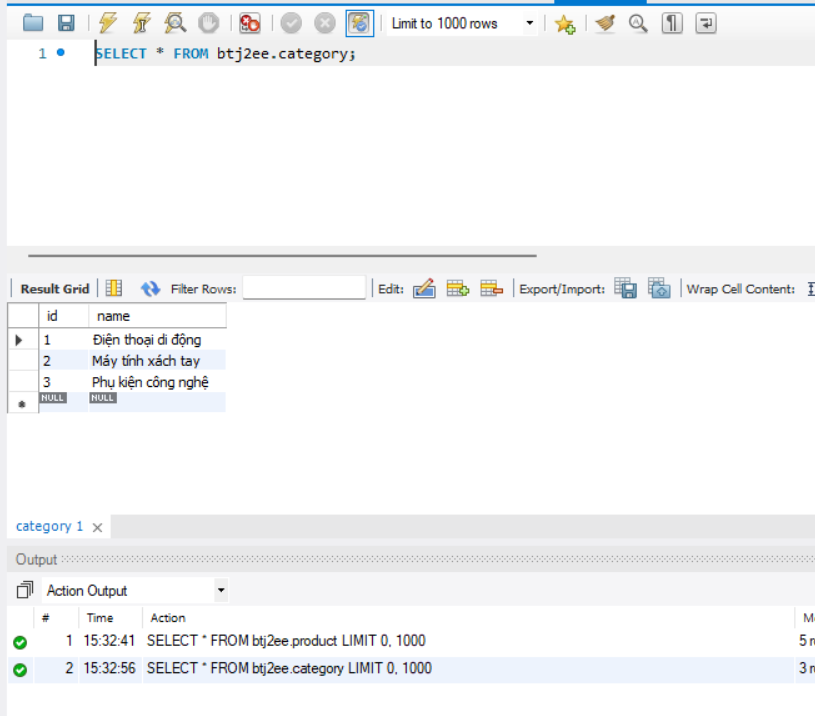 Limit to 1000 rows
1 SELECT * FROM btj2ee.category;
Result Grid Filter Rows: Edit: Export/Import: Wrap Cell Content:
id name
1 Điện thoại di động
2 Máy tính xách tay
3 Phụ kiện công nghệ
NULL NULL
category 1
Output
Action Output
# Time Action
1 15:32:41 SELECT * FROM btj2ee.product LIMIT 0, 1000 5
2 15:32:56 SELECT * FROM btj2ee.category LIMIT 0, 1000 3